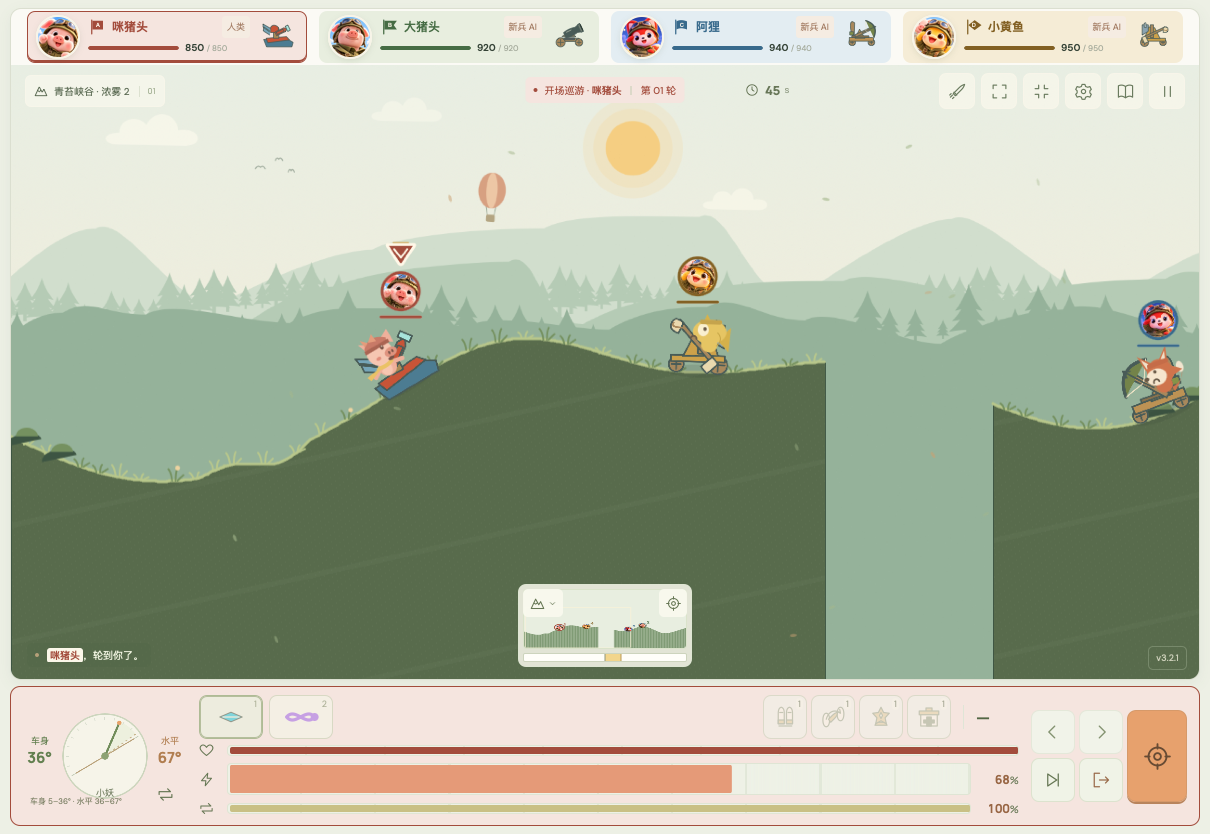 A 咪猪头 人类
850 / 850
B 大猪头 新兵 AI
920 / 920
C 阿狸 新兵 AI
940 / 940
D 小黄鱼 新兵 AI
950 / 950
青苔峡谷 · 浓雾 2 01
开场巡游 · 咪猪头 第 01 轮
45 s
咪猪头，轮到你了。
v3.2.1
1
2
1
1
1
1
车身
36°
水平
67°
小妖
车身 5–36° · 水平 36–67°
68%
100%